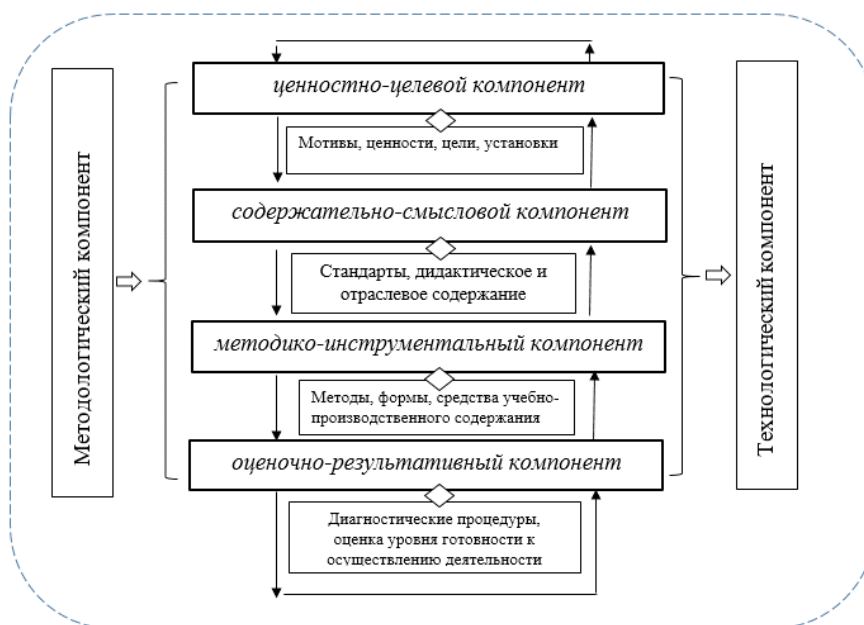 Методологический компонент
ценностно-целевой компонент
Мотивы, ценности, цели, установки
содержательно-смысловой компонент
Стандарты, дидактическое и
отраслевое содержание
методико-инструментальный компонент
Методы, формы, средства учебно-
производственного содержания
оценочно-результативный компонент
Диагностические процедуры,
оценка уровня готовности к
осуществлению деятельности
Технологический компонент